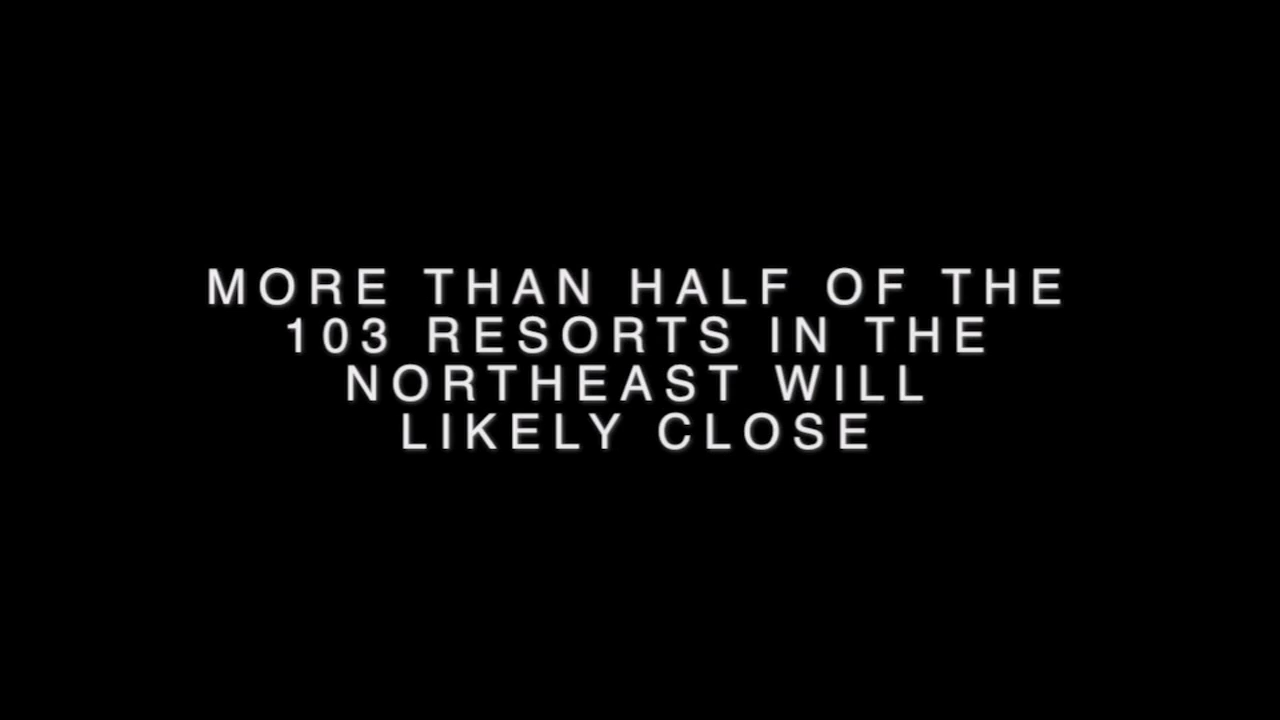 MORE THAN HALF OF THE
103 RESORTS IN THE
NORTHEAST WILL
LIKELY CLOSE